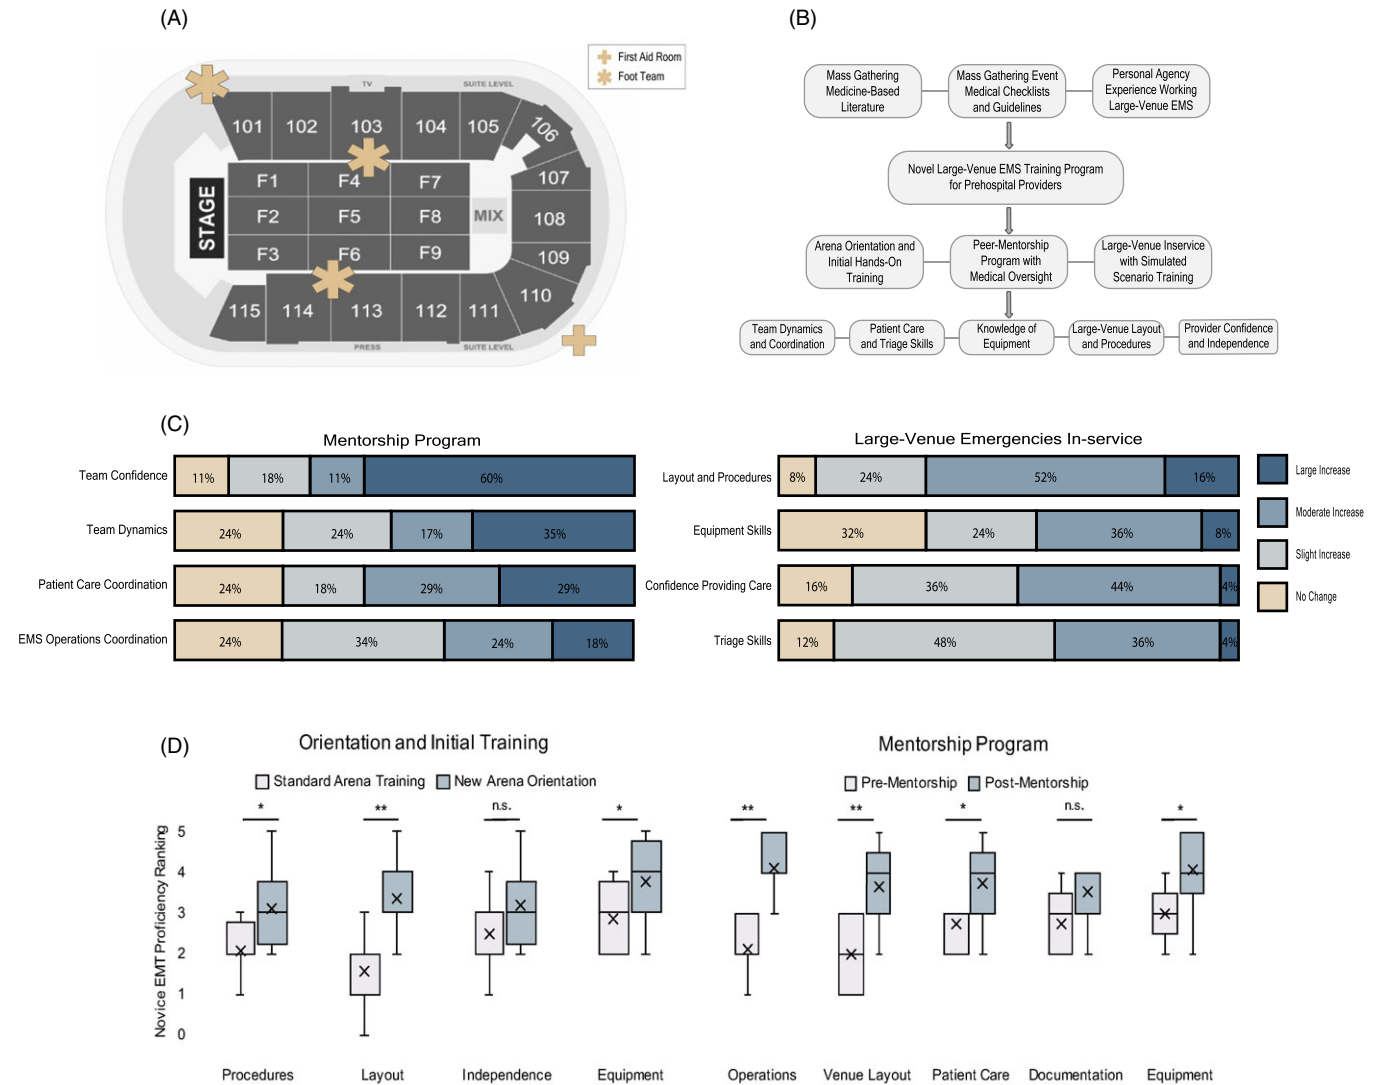 (A)
First Aid Room
Foot Team
TV
SUITE LEVEL
101 102 103 104 105 106
107
108
109
110
F1 F4 F7
F2 F5 F8
F3 F6 F9
STAGE
MIX
115 114 113 112 111
PRESS
SUITE LEVEL
(B)
Mass Gathering
Medicine-Based
Literature
Mass Gathering Event
Medical Checklists
and Guidelines
Personal Agency
Experience Working
Large-Venue EMS
Novel Large-Venue EMS Training Program
for Prehospital Providers
Arena Orientation and
Initial Hands-On
Training
Peer-Mentorship
Program with
Medical Oversight
Large-Venue Inservice
with Simulated
Scenario Training
Team Dynamics
and Coordination
Patient Care
and Triage Skills
Knowledge of
Equipment
Large-Venue Layout
and Procedures
Provider Confidence
and Independence
(C)
Mentorship Program
Team Confidence 11% 18% 11% 60%
Team Dynamics 24% 24% 17% 35%
Patient Care Coordination 24% 18% 29% 29%
EMS Operations Coordination 24% 34% 24% 18%
Large-Venue Emergencies In-service
Layout and Procedures 8% 24% 52% 16%
Equipment Skills 32% 24% 36% 8%
Confidence Providing Care 16% 36% 44% 4%
Triage Skills 12% 48% 36% 4%
Large Increase
Moderate Increase
Slight Increase
No Change
(D)
Orientation and Initial Training
Standard Arena Training New Arena Orientation
* ** n.s. *
Novice EMT Proficiency Ranking
5
4
3
2
1
0
Procedures Layout Independence Equipment
Mentorship Program
Pre-Mentorship Post-Mentorship
** ** * n.s. *
Operations Venue Layout Patient Care Documentation Equipment